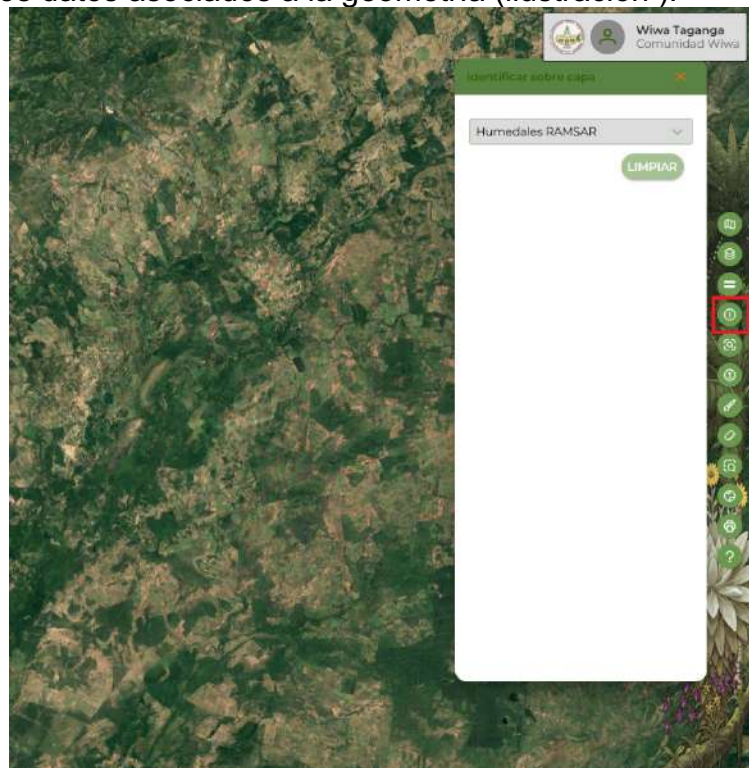 os datos asociados a la geometría (ilustración ).
Wiwa Taganga
Comunidad Wiwa
Identificar sobre capa
Humedales RAMSAR
LIMPIAR
?